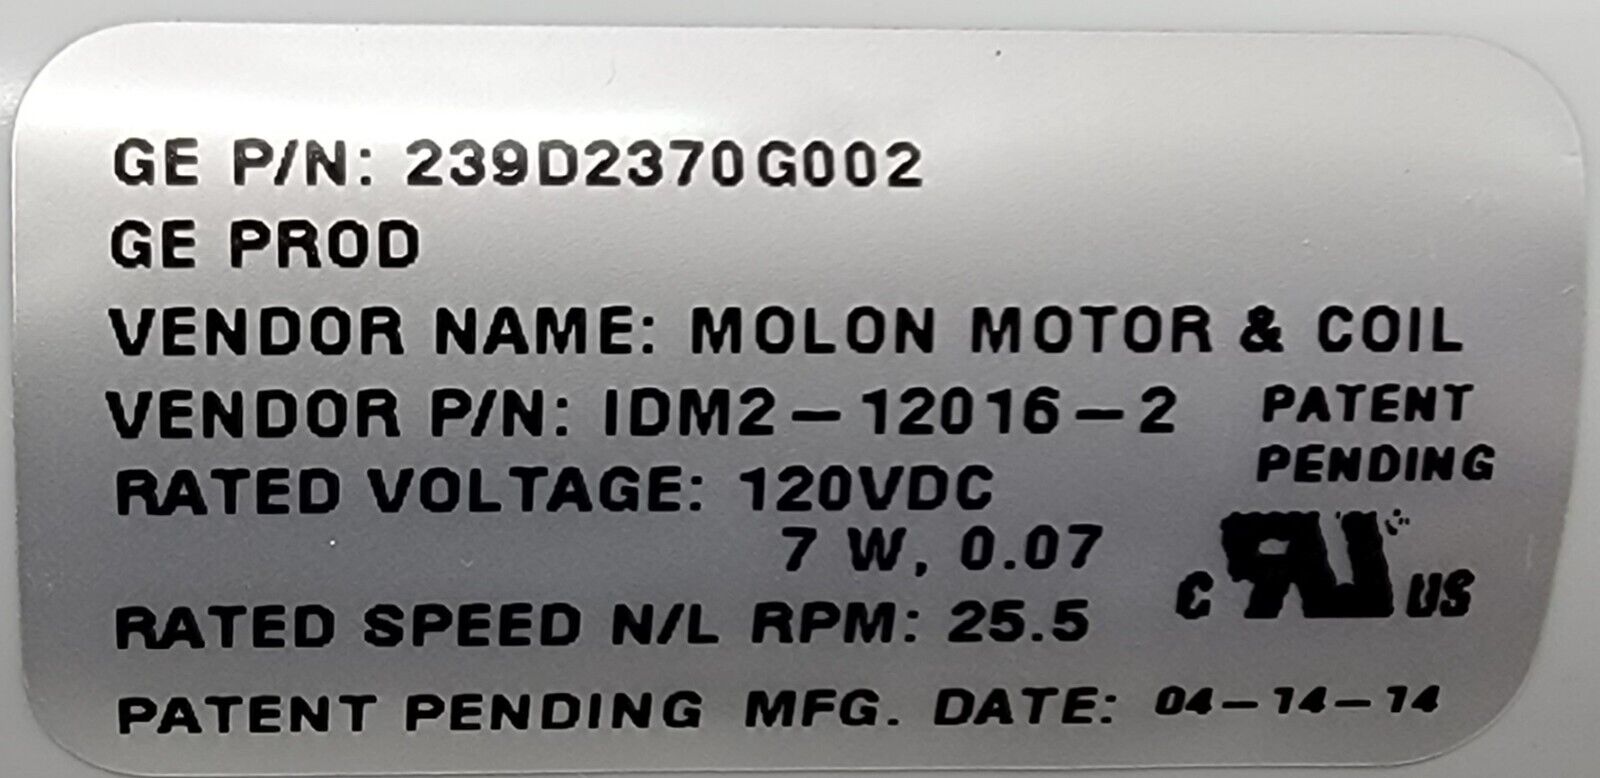 GE P/N: 239D2370G002
GE PROD
VENDOR NAME: MOLON MOTOR & COIL
VENDOR P/N: IDM2-12016-2
PATENT
PENDING
RATED VOLTAGE: 120VDC
7 W, 0.07
C RU US
RATED SPEED N/L RPM: 25.5
PATENT PENDING MFG. DATE: 04-14-14